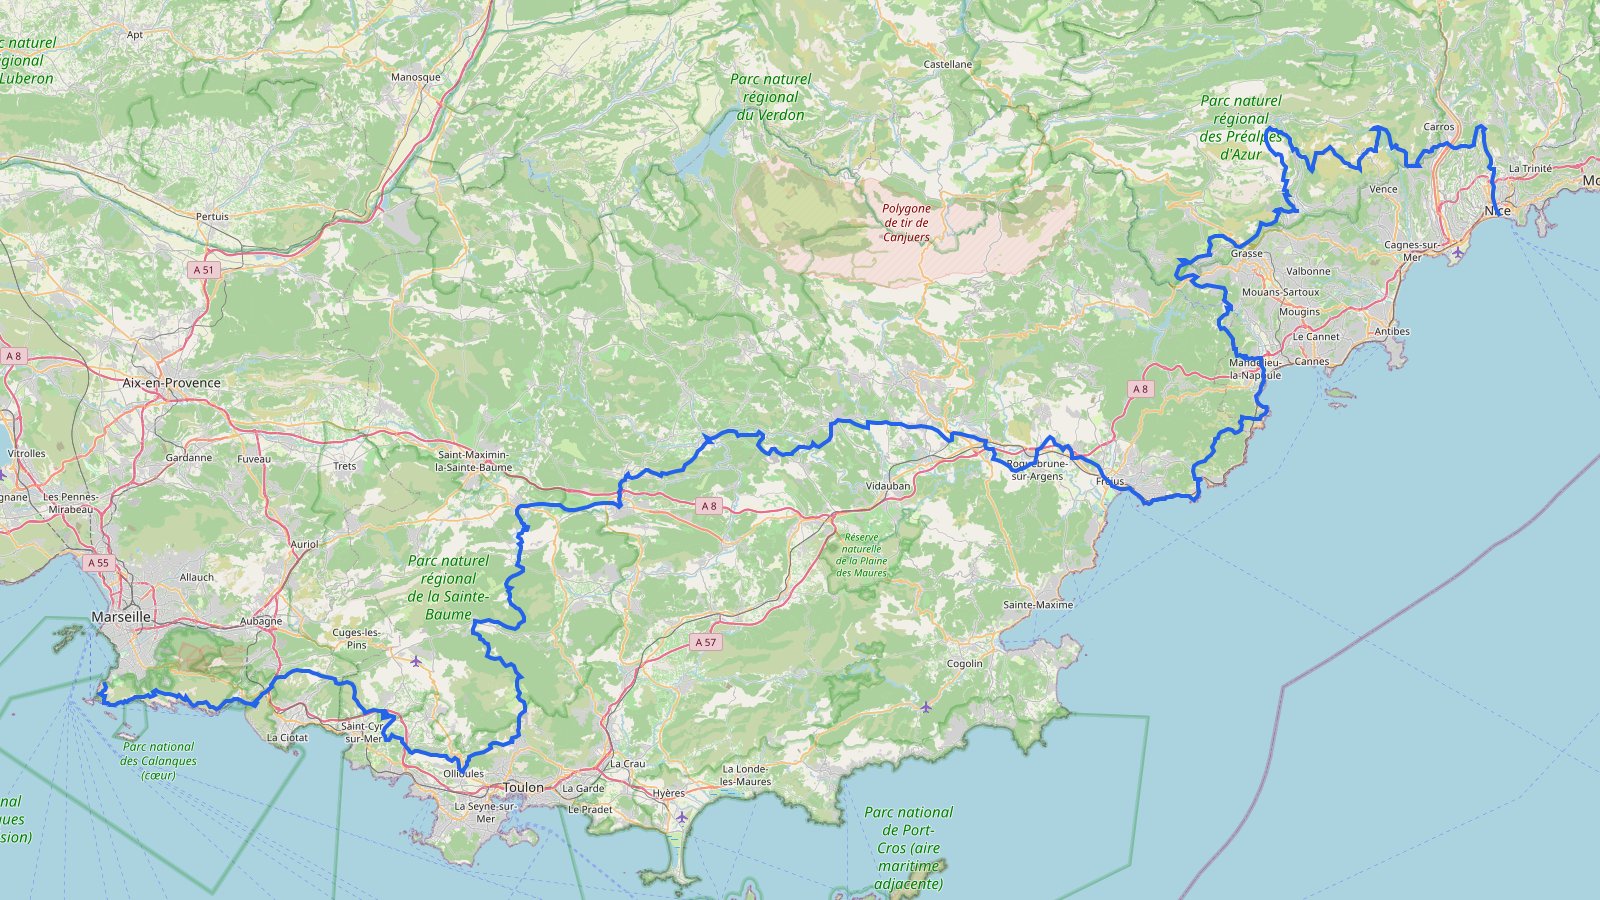 Apt
c naturel
égional
Luberon
Manosque
Castellane
Parc naturel
régional
du Verdon
Parc naturel
régional
des Préalpes
d'Azur
Carros
La Trinité
Mo
Vence
Nice
Pertuis
Polygone
de tir de
Canjuers
Cagnes-sur-
Mer
Grasse
A 51
Valbonne
Mouans-Sartoux
Mougins
Antibes
Le Cannet
A 8
Cannes
Mandelieu-
la-Napoule
Aix-en-Provence
A 8
Vitrolles
Gardanne
Fuveau
Trets
Saint-Maximin-
la-Sainte-Baume
Roquebrune-
sur-Argens
Fréjus
gnane
Les Pennes-
Mirabeau
Vidauban
A 8
Auriol
Réserve
naturelle
de la Plaine
des Maures
A 55
Allauch
Parc naturel
régional
de la Sainte-
Baume
Marseille
Aubagne
Cuges-les-
Pins
Sainte-Maxime
A 57
Cogolin
La Ciotat
Saint-Cyr-
sur-Mer
Parc national
des Calanques
(cœur)
Ollioules
Toulon
La Crau
La Garde
Hyères
La Londe-
les-Maures
La Seyne-sur-
Mer
Le Pradet
nal
ques
sion)
Parc national
de Port-
Cros (aire
maritime
adjacente)